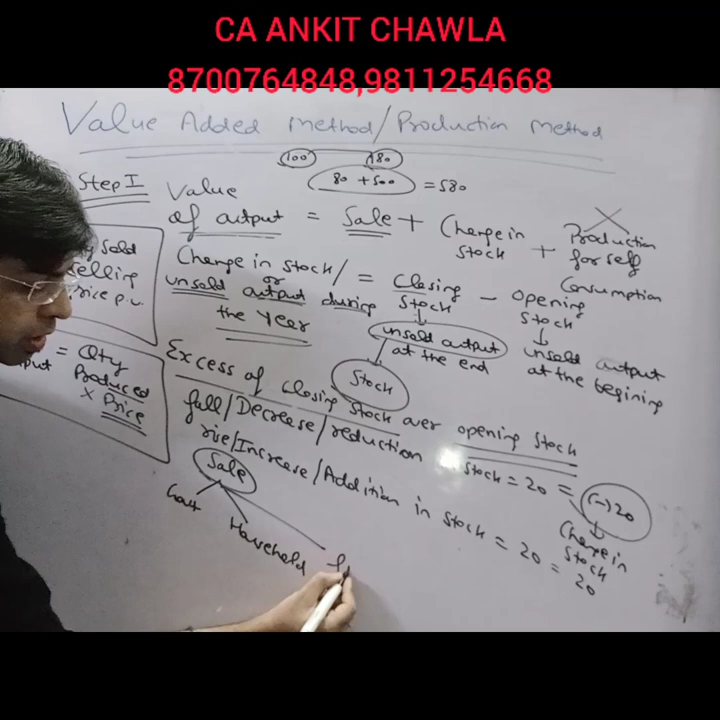 CA ANKIT CHAWLA
8700764848,9811254668
Value Added Method/Production Method
100 180
80 + 500 = 580
Step I Value
of output = Sale + Change in stock + Production for self consumption
Sold
Selling
Price p.u.
Change in stock/ = Closing stock - opening stock
or
unsold output during
the year
unsold output
at the end
unsold output
at the begining
= Qty
Produced
× Price
Stock
Excess of closing stock over opening stock
fall/Decrease/reduction in stock = 20 = (-) 20
rise/Increase/Addition in stock = 20 = 20
Change in
stock
Sale
Govt
Household